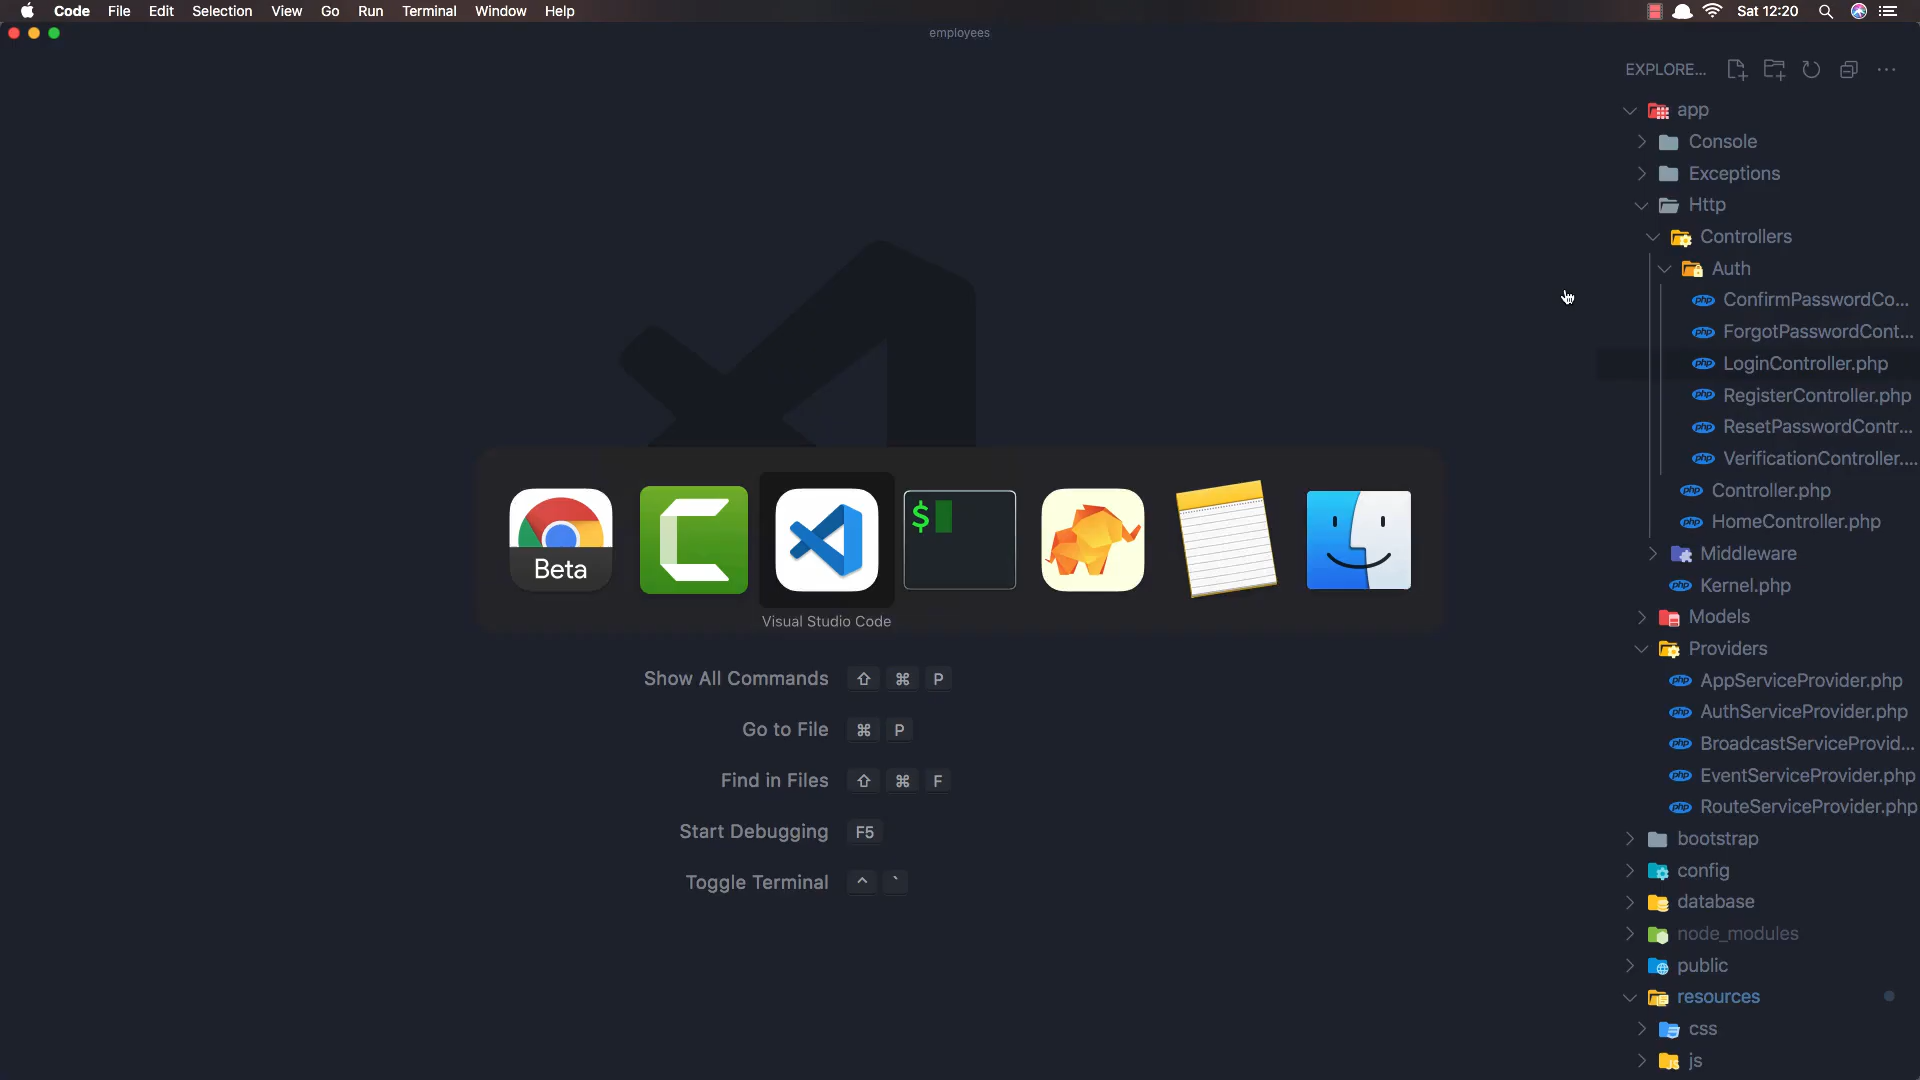 Code File Edit Selection View Go Run Terminal Window Help
Sat 12:20
employees
EXPLORE...
app
Console
Exceptions
Http
Controllers
Auth
ConfirmPasswordCo...
ForgotPasswordCont...
LoginController.php
RegisterController.php
ResetPasswordContr...
VerificationController....
Controller.php
HomeController.php
Middleware
Kernel.php
Models
Providers
AppServiceProvider.php
AuthServiceProvider.php
BroadcastServiceProvid...
EventServiceProvider.php
RouteServiceProvider.php
bootstrap
config
database
node_modules
public
resources
css
js
Beta
$
Visual Studio Code
Show All Commands ⇧ ⌘ P
Go to File ⌘ P
Find in Files ⇧ ⌘ F
Start Debugging F5
Toggle Terminal ^ `